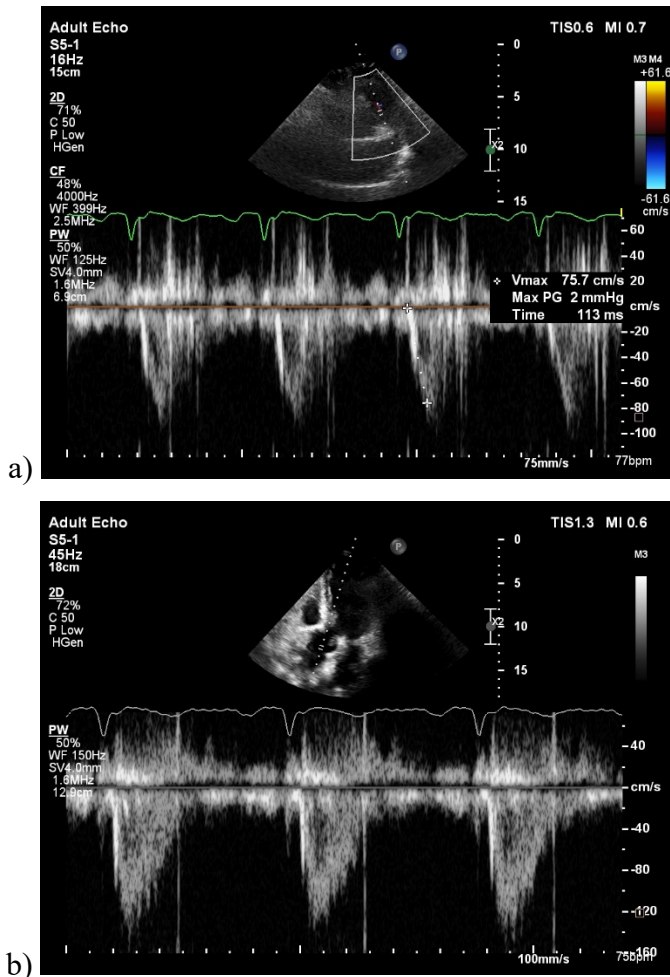 Adult Echo
TIS0.6 MI 0.7
S5-1
16Hz
15cm
2D
71%
C 50
P Low
HGen
CF
48%
4000Hz
WF 399Hz
2.5MHz
PW
50%
WF 125Hz
SV4.0mm
1.6MHz
6.9cm
P
0
5
10
15
X2
M3 M4
+61.6
-61.6
cm/s
60
20
cm/s
-20
-40
-60
-80
-100
Vmax 75.7 cm/s
Max PG 2 mmHg
Time 113 ms
75mm/s
77bpm
a)
Adult Echo
TIS1.3 MI 0.6
S5-1
45Hz
18cm
2D
72%
C 50
P Low
HGen
PW
50%
WF 150Hz
SV4.0mm
1.6MHz
12.9cm
P
0
5
10
15
X2
M3
40
cm/s
-40
-80
-120
-160
100mm/s
75bpm
b)